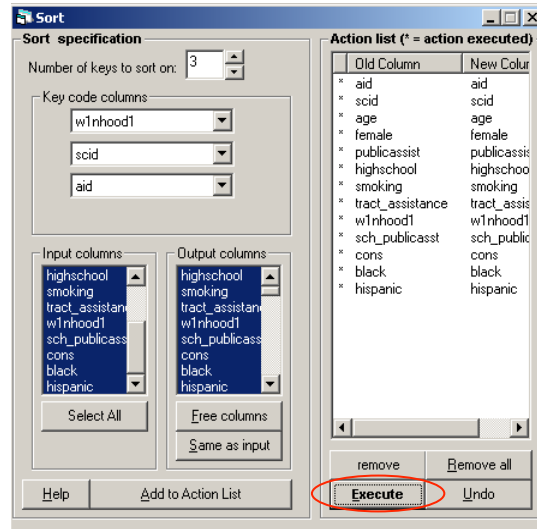 Sort
Sort specification
Number of keys to sort on: 3
Key code columns
w1nhood1
scid
aid
Input columns
highschool
smoking
tract_assistan
w1nhood1
sch_publicass
cons
black
hispanic
Select All
Output columns
highschool
smoking
tract_assistan
w1nhood1
sch_publicass
cons
black
hispanic
Free columns
Same as input
Help
Add to Action List
Action list (* = action executed)
Old Column New Colur
* aid aid
* scid scid
* age age
* female female
* publicassist publicassis
* highschool highschoo
* smoking smoking
* tract_assistance tract_assis
* w1nhood1 w1nhood1
* sch_publicasst sch_public
* cons cons
* black black
* hispanic hispanic
remove
Remove all
Execute
Undo